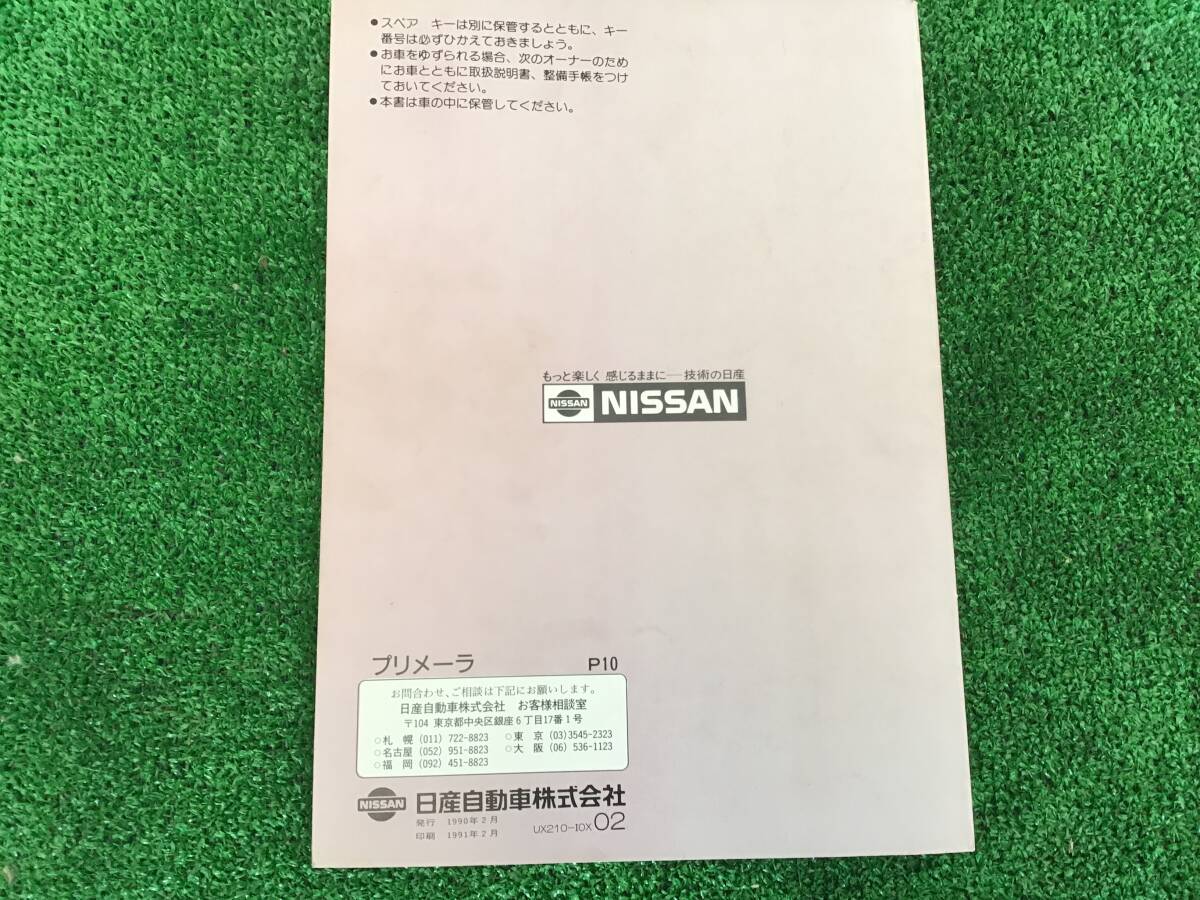 ●スペア キーは別に保管するとともに、キー
番号は必ずひかえておきましょう。
●お車をゆずられる場合、次のオーナーのため
にお車とともに取扱説明書、整備手帳をつけ
ておいてください。
●本書は車の中に保管してください。
もっと楽しく 感じるままに──技術の日産
NISSAN NISSAN
プリメーラ P10
お問合わせ、ご相談は下記にお願いします。
日産自動車株式会社 お客様相談室
〒104 東京都中央区銀座6丁目17番1号
○札 幌 (011) 722-8823 ○東 京 (03)3545-2323
○名古屋 (052) 951-8823 ○大 阪 (06) 536-1123
○福 岡 (092) 451-8823
NISSAN 日産自動車株式会社
発行 1990年2月
印刷 1991年2月 UX210-I0X 02